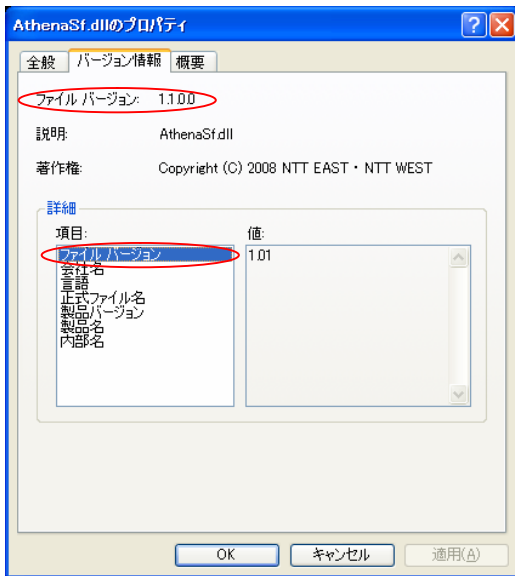 AthenaSf.dllのプロパティ
全般 バージョン情報 概要
ファイル バージョン: 1.1.0.0
説明: AthenaSf.dll
著作権: Copyright (C) 2008 NTT EAST・NTT WEST
詳細
項目: 値:
ファイル バージョン 1.01
会社名
言語
正式ファイル名
製品バージョン
製品名
内部名
OK キャンセル 適用(A)